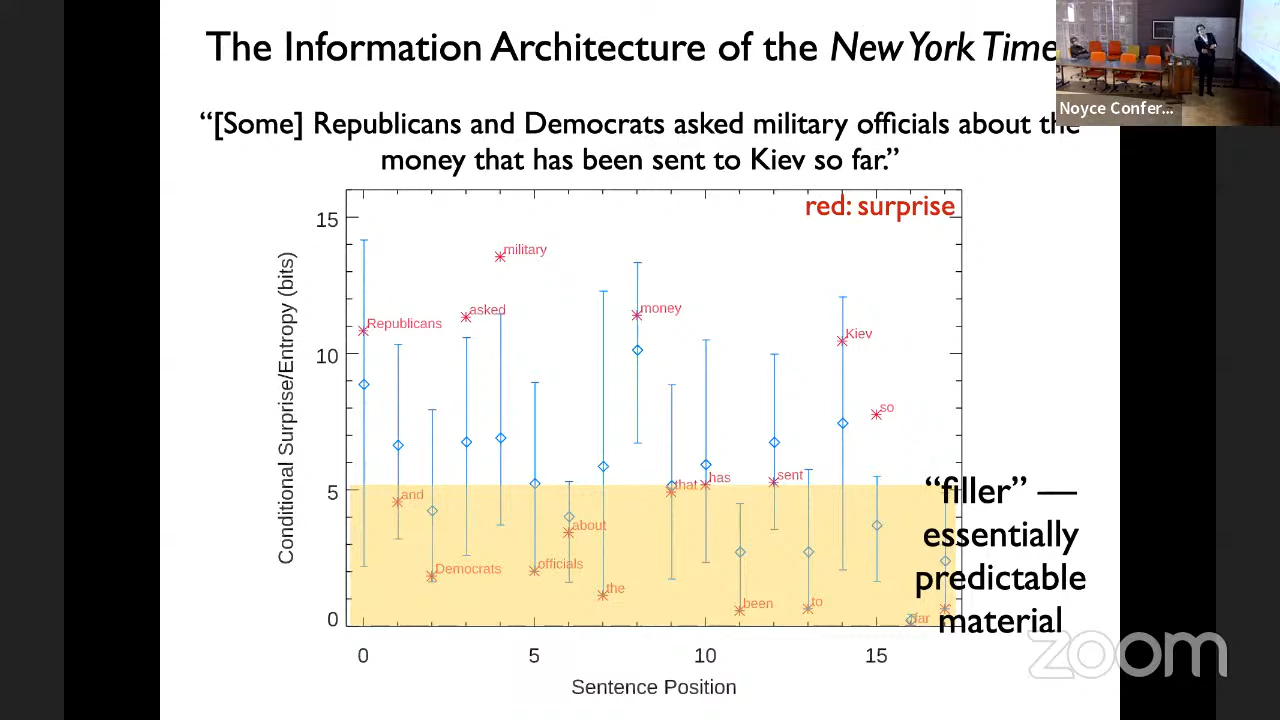 The Information Architecture of the New York Time
Noyce Confer...
“[Some] Republicans and Democrats asked military officials about the
money that has been sent to Kiev so far.”
red: surprise
Conditional Surprise/Entropy (bits)
15
10
5
0
Republicans
and
Democrats
asked
military
officials
about
the
money
that
has
been
sent
to
Kiev
so
far
“filler” —
essentially
predictable
material
0
5
10
15
Sentence Position
zoom